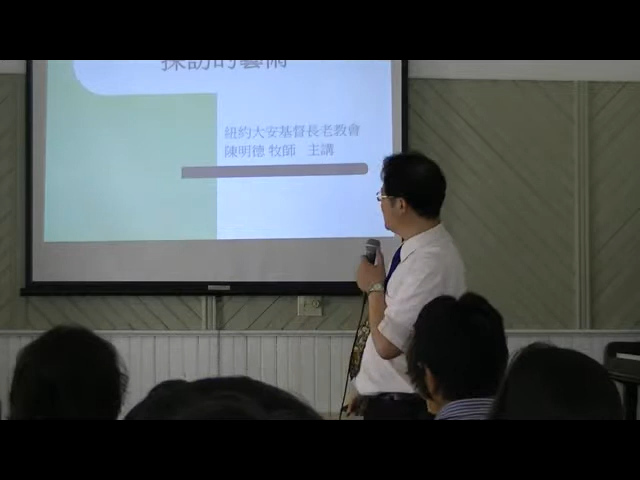 採訪的藝術
紐約大安基督長老教會
陳明德 牧師 主講